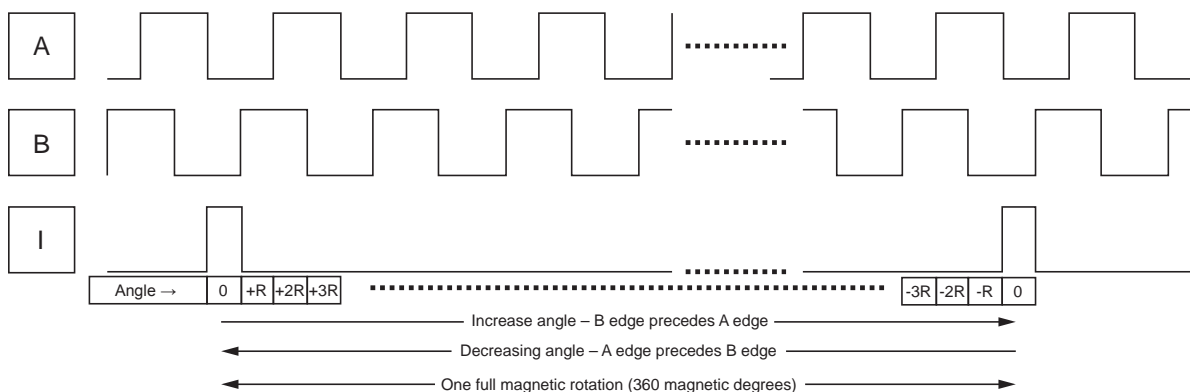 A
B
I
Angle → 0 +R +2R +3R -3R -2R -R 0
Increase angle – B edge precedes A edge
Decreasing angle – A edge precedes B edge
One full magnetic rotation (360 magnetic degrees)